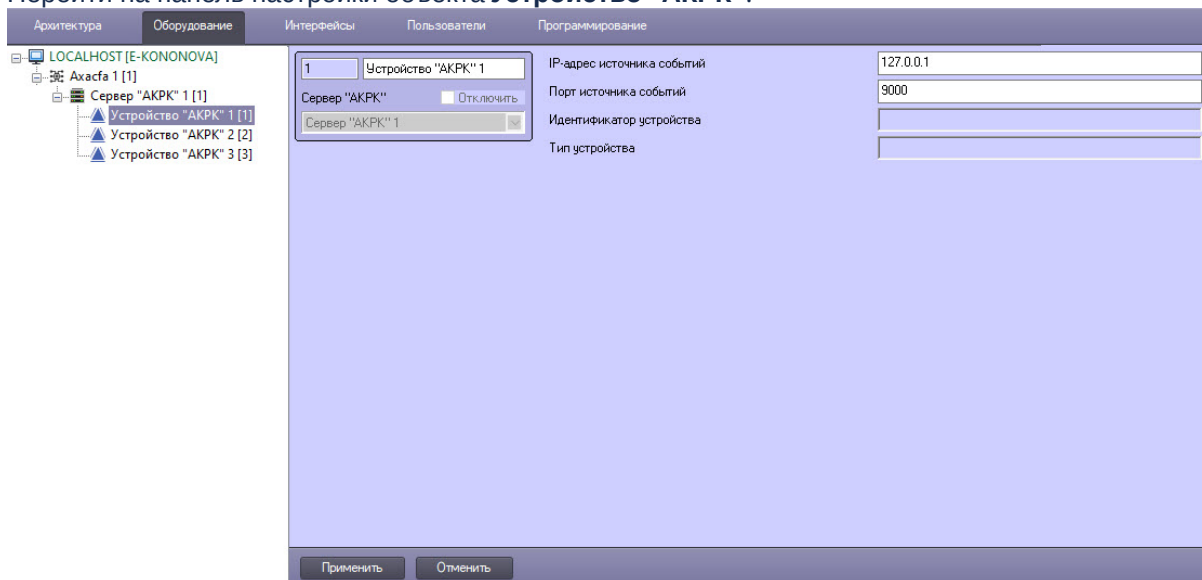 Перейти на панель настройки объекта Устройство "АКРК".
Архитектура Оборудование Интерфейсы Пользователи Программирование
LOCALHOST [E-KONONOVA]
Axacfa 1 [1]
Сервер "АКРК" 1 [1]
Устройство "АКРК" 1 [1]
Устройство "АКРК" 2 [2]
Устройство "АКРК" 3 [3]
1 Устройство "АКРК" 1
Сервер "АКРК" Отключить
Сервер "АКРК" 1
IP-адрес источника событий 127.0.0.1
Порт источника событий 9000
Идентификатор устройства
Тип устройства
Применить Отменить